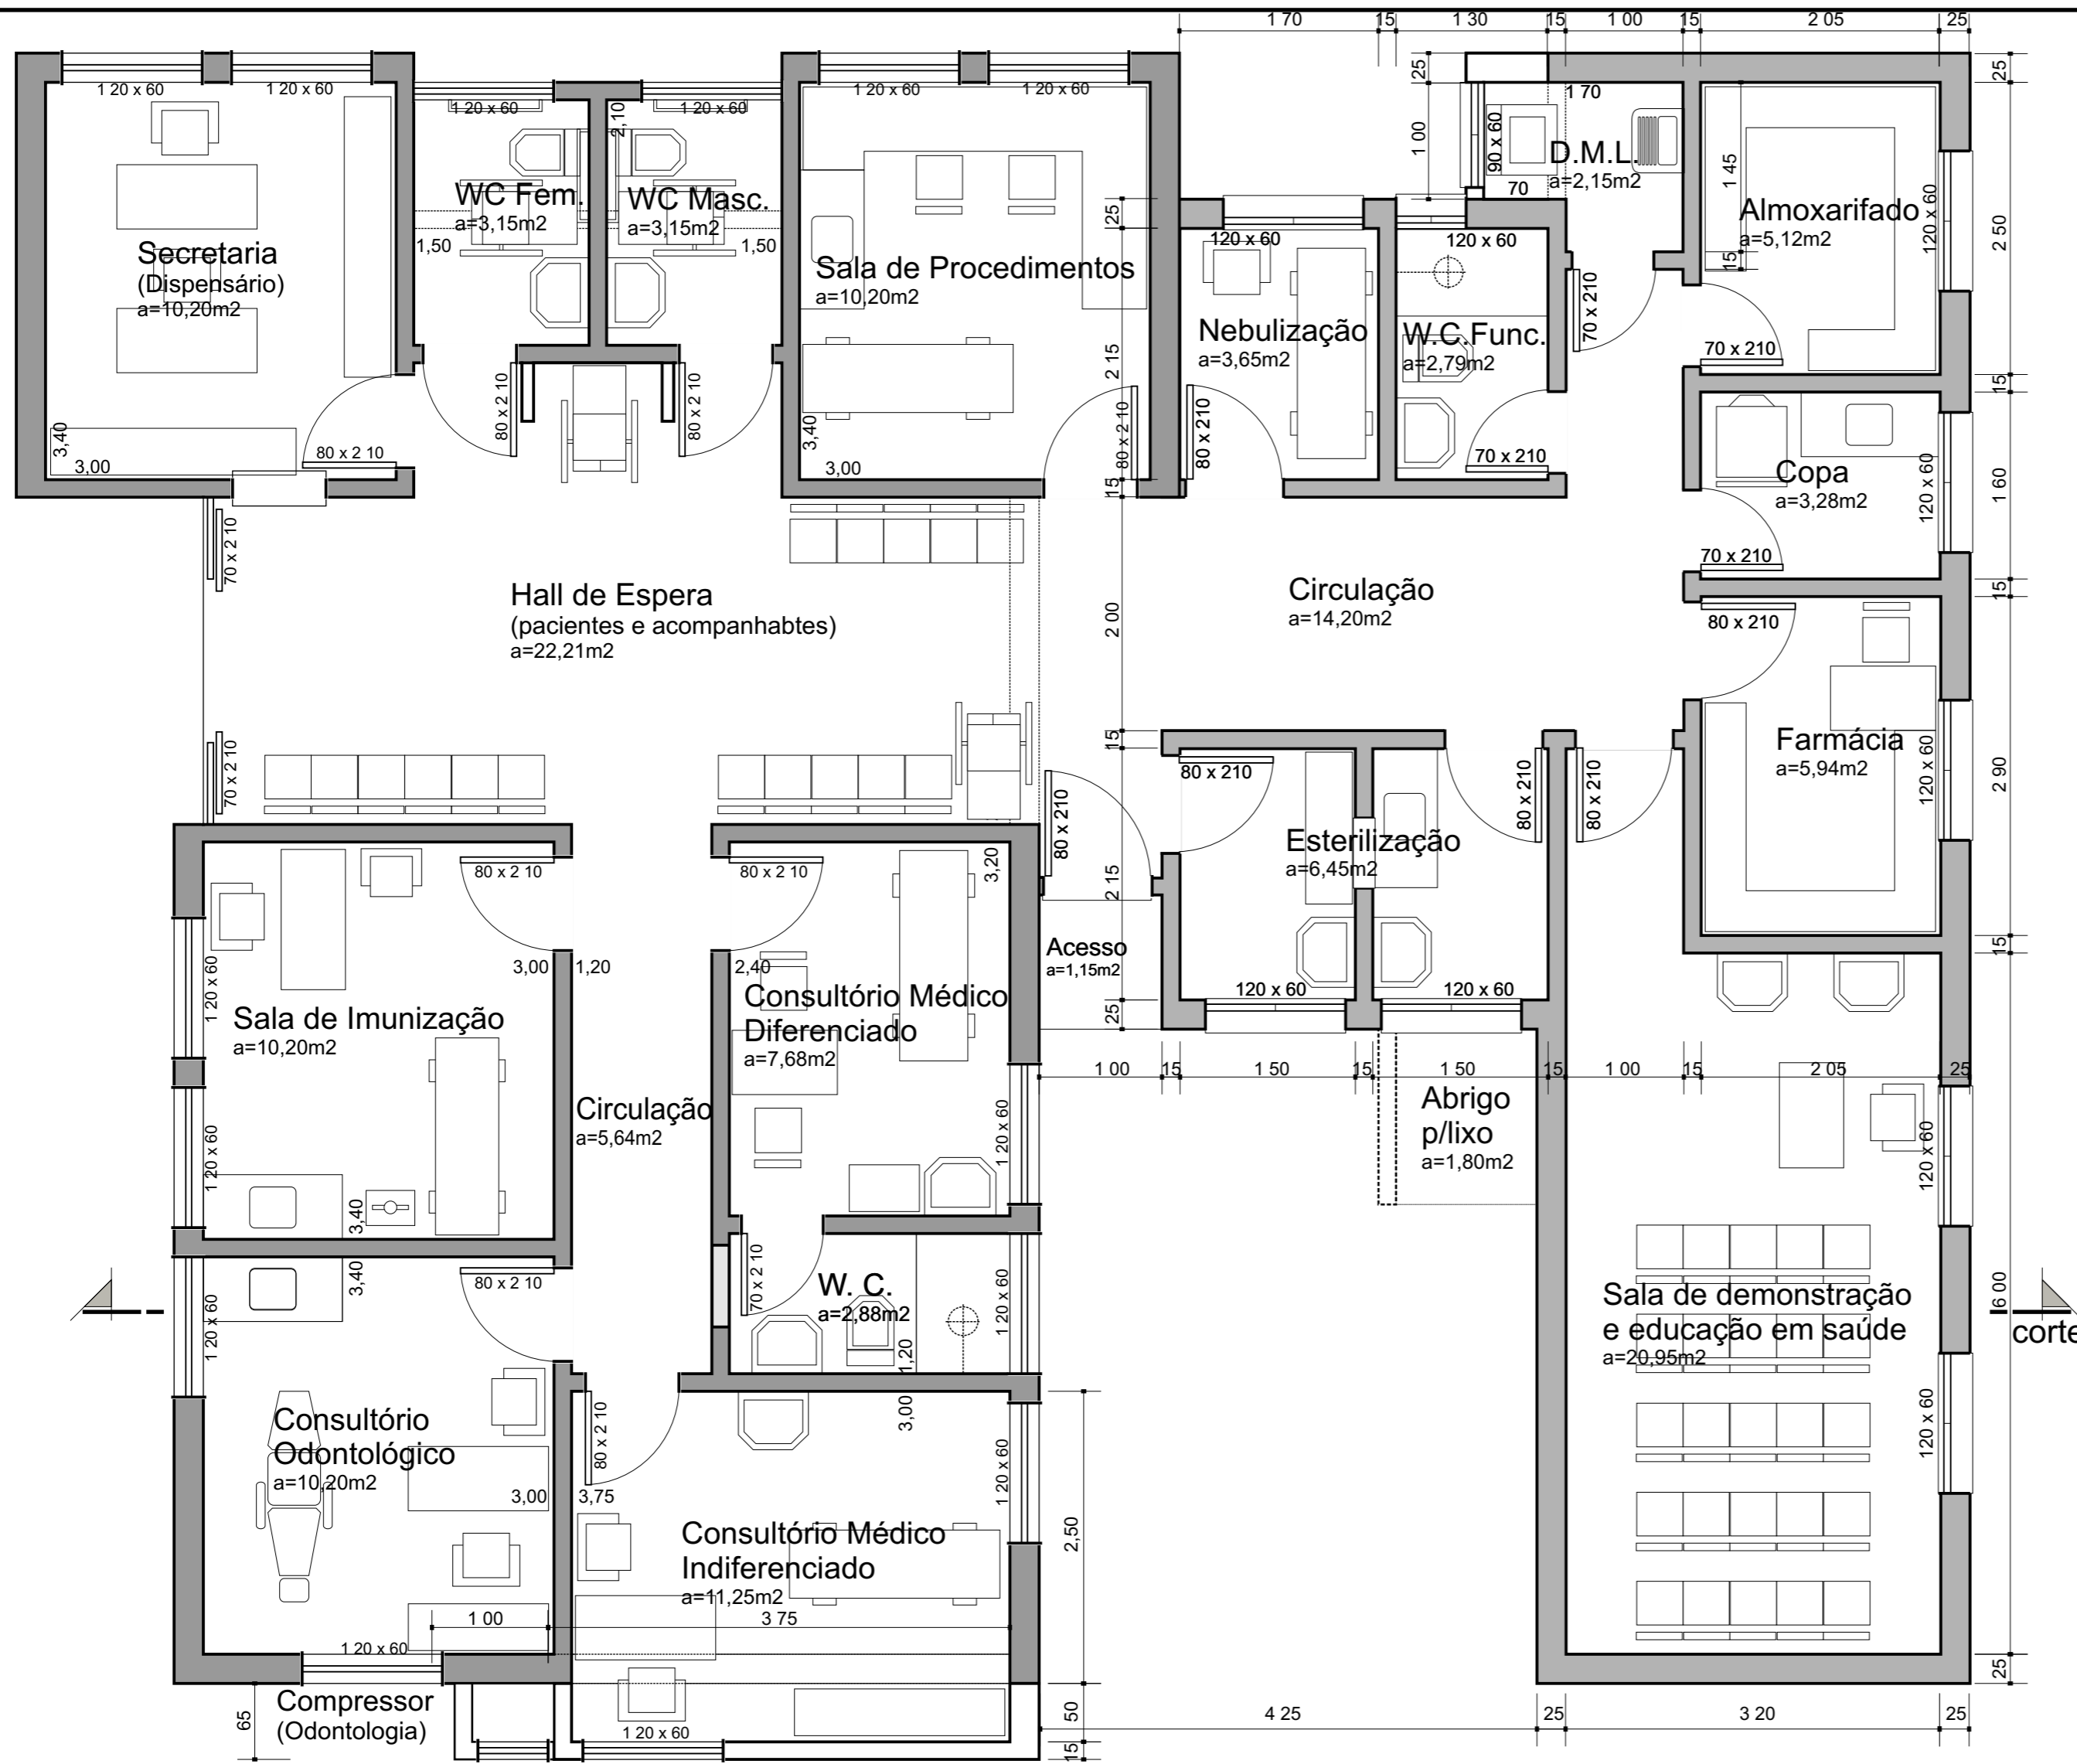 1 70
15
1 30
15
1 00
15
2 05
25
1 20 x 60
1 20 x 60
1 20 x 60
1 20 x 60
1 20 x 60
1 20 x 60
2,10
25
1 00
90 x 60
1 70
70
D.M.L.
a=2,15m2
1 45
15
Almoxarifado
a=5,12m2
120 x 60
25
2 50
WC Fem.
a=3,15m2
1,50
WC Masc.
a=3,15m2
1,50
Secretaria
(Dispensário)
a=10,20m2
Sala de Procedimentos
a=10,20m2
25
120 x 60
120 x 60
Nebulização
a=3,65m2
W.C.Func.
a=2,79m2
70 x 210
70 x 210
2 15
15
80 x 2 10
80 x 2 10
80 x 2 10
80 x 210
3,40
3,00
80 x 2 10
3,40
3,00
15
70 x 210
Copa
a=3,28m2
120 x 60
1 60
70 x 210
15
70 x 2 10
Hall de Espera
(pacientes e acompanhabtes)
a=22,21m2
2 00
Circulação
a=14,20m2
80 x 210
Farmácia
a=5,94m2
120 x 60
2 90
70 x 2 10
15
80 x 210
80 x 210
80 x 210
80 x 210
Esterilização
a=6,45m2
80 x 2 10
80 x 2 10
3,20
2 15
15
3,00
1,20
2,40
Acesso
a=1,15m2
120 x 60
120 x 60
25
1 20 x 60
Sala de Imunização
a=10,20m2
Consultório Médico
Diferenciado
a=7,68m2
1 00
15
1 50
15
1 50
15
1 00
15
2 05
25
Circulação
a=5,64m2
1 20 x 60
1 20 x 60
Abrigo
p/lixo
a=1,80m2
120 x 60
3,40
3,40
80 x 2 10
1 20 x 60
70 x 2 10
W. C.
a=2,88m2
1,20
1 20 x 60
Sala de demonstração
e educação em saúde
a=20,95m2
6 00
corte
Consultório
Odontológico
a=10,20m2
3,00
80 x 2 10
3,75
3,00
1 20 x 60
120 x 60
Consultório Médico
Indiferenciado
a=11,25m2
2,50
1 00
3 75
1 20 x 60
25
Compressor
(Odontologia)
65
1 20 x 60
50
15
4 25
25
3 20
25